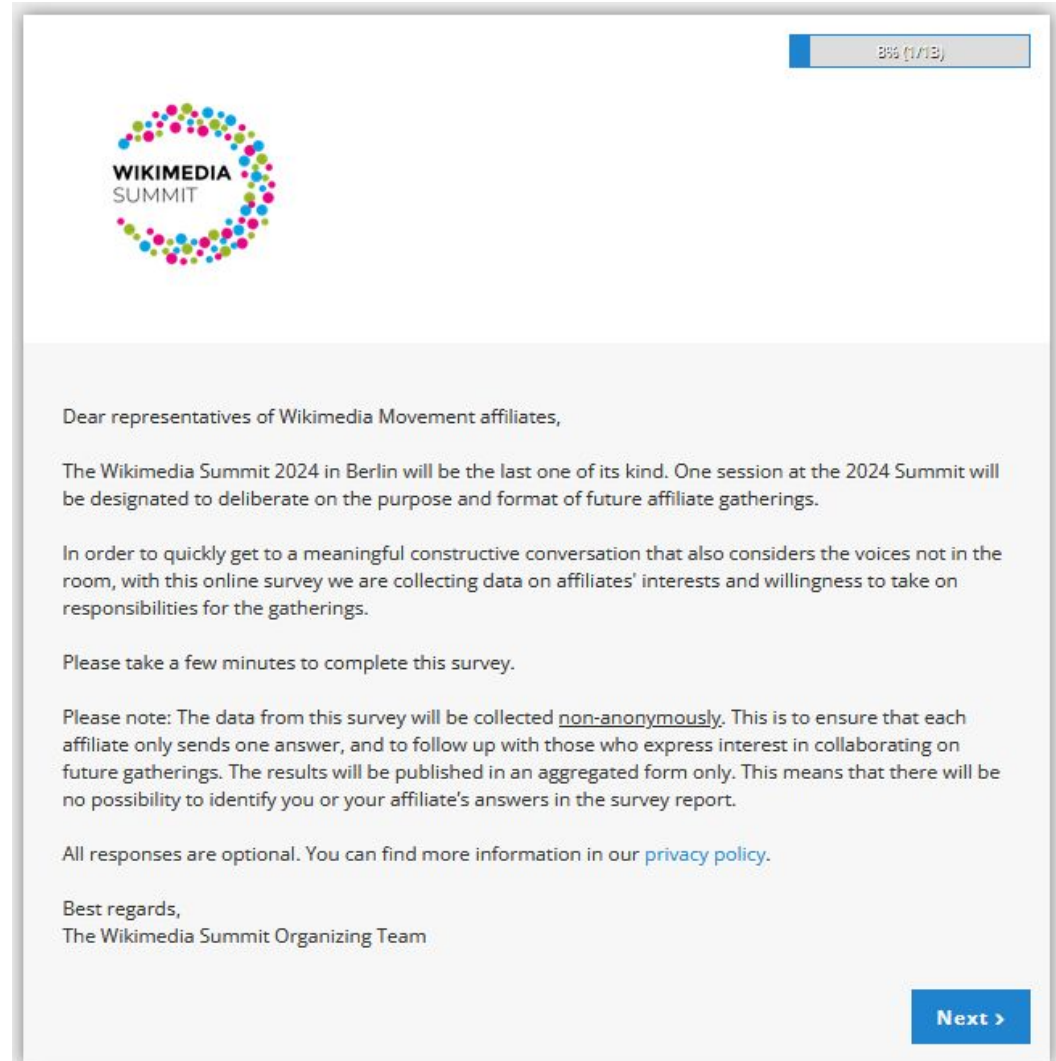 8% (1/13)
WIKIMEDIA
SUMMIT
Dear representatives of Wikimedia Movement affiliates,
The Wikimedia Summit 2024 in Berlin will be the last one of its kind. One session at the 2024 Summit will
be designated to deliberate on the purpose and format of future affiliate gatherings.
In order to quickly get to a meaningful constructive conversation that also considers the voices not in the
room, with this online survey we are collecting data on affiliates' interests and willingness to take on
responsibilities for the gatherings.
Please take a few minutes to complete this survey.
Please note: The data from this survey will be collected non-anonymously. This is to ensure that each
affiliate only sends one answer, and to follow up with those who express interest in collaborating on
future gatherings. The results will be published in an aggregated form only. This means that there will be
no possibility to identify you or your affiliate’s answers in the survey report.
All responses are optional. You can find more information in our privacy policy.
Best regards,
The Wikimedia Summit Organizing Team
Next >